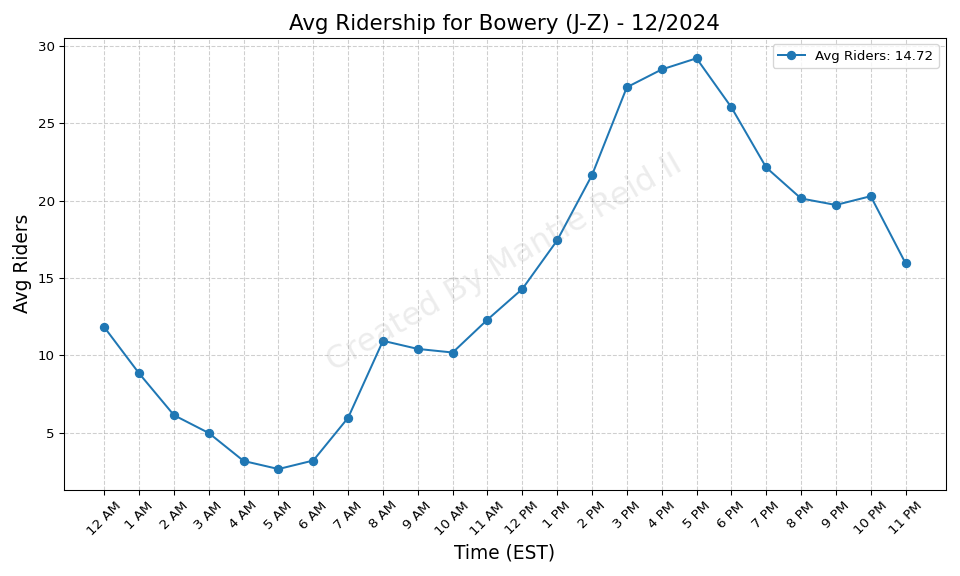 Avg Ridership for Bowery (J-Z) - 12/2024
Avg Riders: 14.72
30
25
20
15
10
5
Avg Riders
Created By Mantie Reid II
12 AM
1 AM
2 AM
3 AM
4 AM
5 AM
6 AM
7 AM
8 AM
9 AM
10 AM
11 AM
12 PM
1 PM
2 PM
3 PM
4 PM
5 PM
6 PM
7 PM
8 PM
9 PM
10 PM
11 PM
Time (EST)